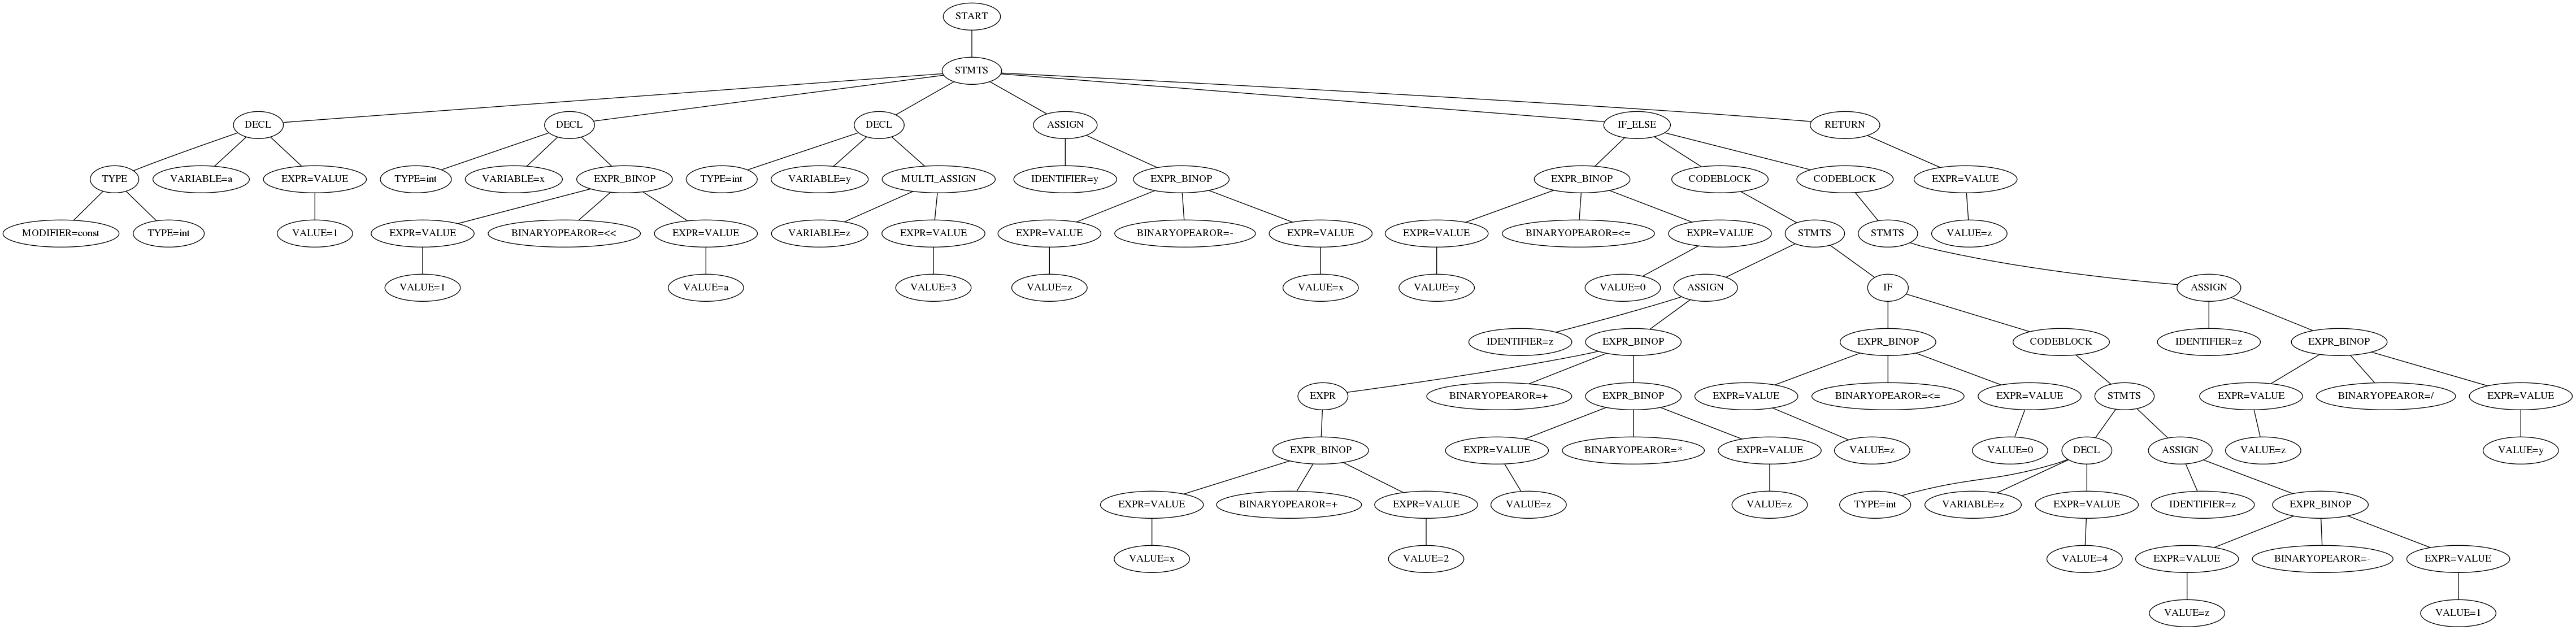 START
STMTS
DECL DECL DECL ASSIGN IF_ELSE RETURN
TYPE VARIABLE=a EXPR=VALUE TYPE=int VARIABLE=x EXPR_BINOP TYPE=int VARIABLE=y MULTI_ASSIGN IDENTIFIER=y EXPR_BINOP EXPR_BINOP CODEBLOCK CODEBLOCK EXPR=VALUE
MODIFIER=const TYPE=int VALUE=1 EXPR=VALUE BINARYOPEAROR=<< EXPR=VALUE VARIABLE=z EXPR=VALUE EXPR=VALUE BINARYOPEAROR=- EXPR=VALUE EXPR=VALUE BINARYOPEAROR=<= EXPR=VALUE STMTS STMTS VALUE=z
VALUE=1 VALUE=a VALUE=3 VALUE=z VALUE=x VALUE=y VALUE=0 ASSIGN IF ASSIGN
IDENTIFIER=z EXPR_BINOP EXPR_BINOP CODEBLOCK IDENTIFIER=z EXPR_BINOP
EXPR BINARYOPEAROR=+ EXPR_BINOP EXPR=VALUE BINARYOPEAROR=<= EXPR=VALUE STMTS EXPR=VALUE BINARYOPEAROR=/ EXPR=VALUE
EXPR_BINOP EXPR=VALUE BINARYOPEAROR=* EXPR=VALUE VALUE=z VALUE=0 DECL ASSIGN VALUE=z VALUE=y
EXPR=VALUE BINARYOPEAROR=+ EXPR=VALUE VALUE=z VALUE=z TYPE=int VARIABLE=z EXPR=VALUE IDENTIFIER=z EXPR_BINOP
VALUE=x VALUE=2 VALUE=4 EXPR=VALUE BINARYOPEAROR=- EXPR=VALUE
VALUE=z VALUE=1